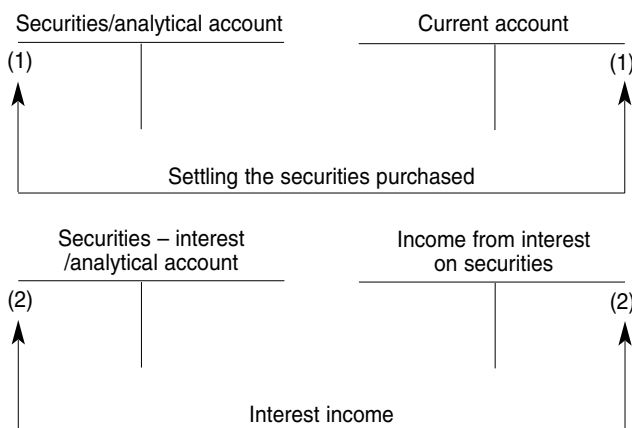 Securities/analytical account
Current account
(1)
(1)
Settling the securities purchased
Securities – interest
/analytical account
Income from interest
on securities
(2)
(2)
Interest income